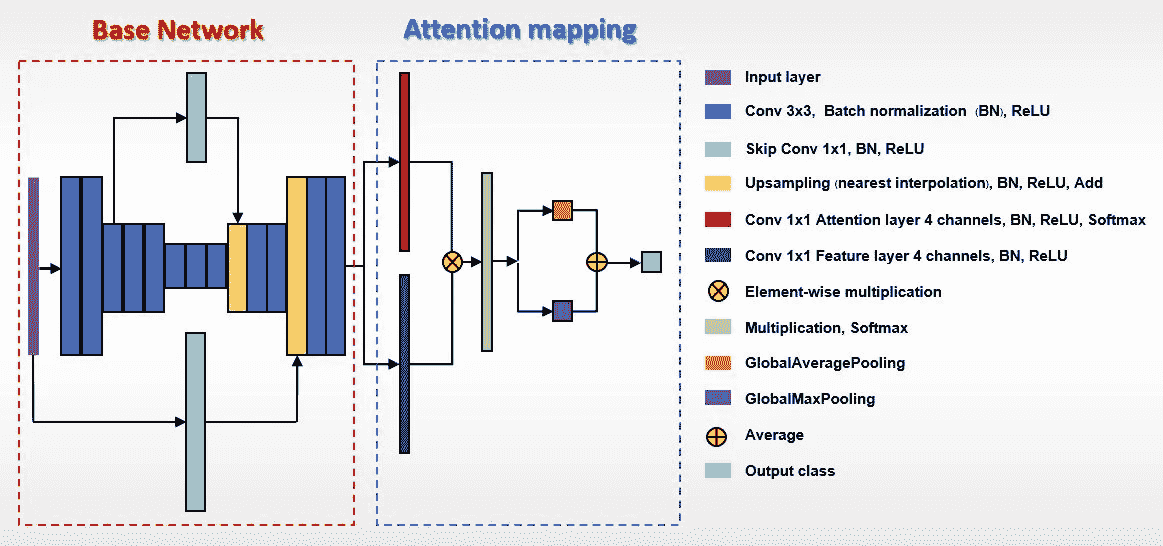 Base Network
Attention mapping
Input layer
Conv 3x3, Batch normalization (BN), ReLU
Skip Conv 1x1, BN, ReLU
Upsampling (nearest interpolation), BN, ReLU, Add
Conv 1x1 Attention layer 4 channels, BN, ReLU, Softmax
Conv 1x1 Feature layer 4 channels, BN, ReLU
Element-wise multiplication
Multiplication, Softmax
GlobalAveragePooling
GlobalMaxPooling
Average
Output class